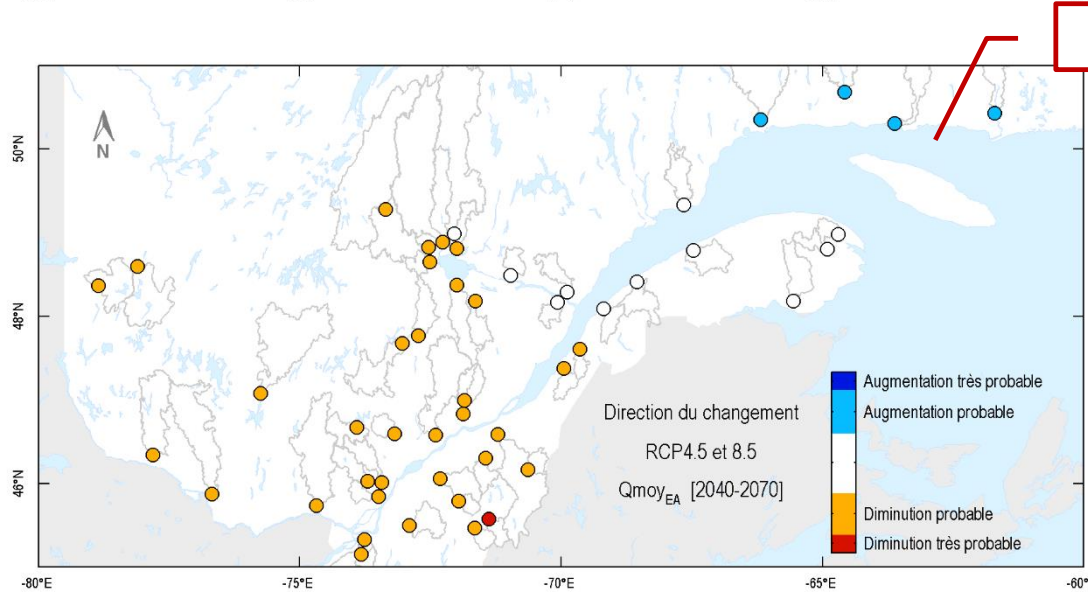 50°N
N
48°N
46°N
Direction du changement
RCP4.5 et 8.5
Qmoy_EA [2040-2070]
Augmentation très probable
Augmentation probable
Diminution probable
Diminution très probable
-80°E
-75°E
-70°E
-65°E
-60°